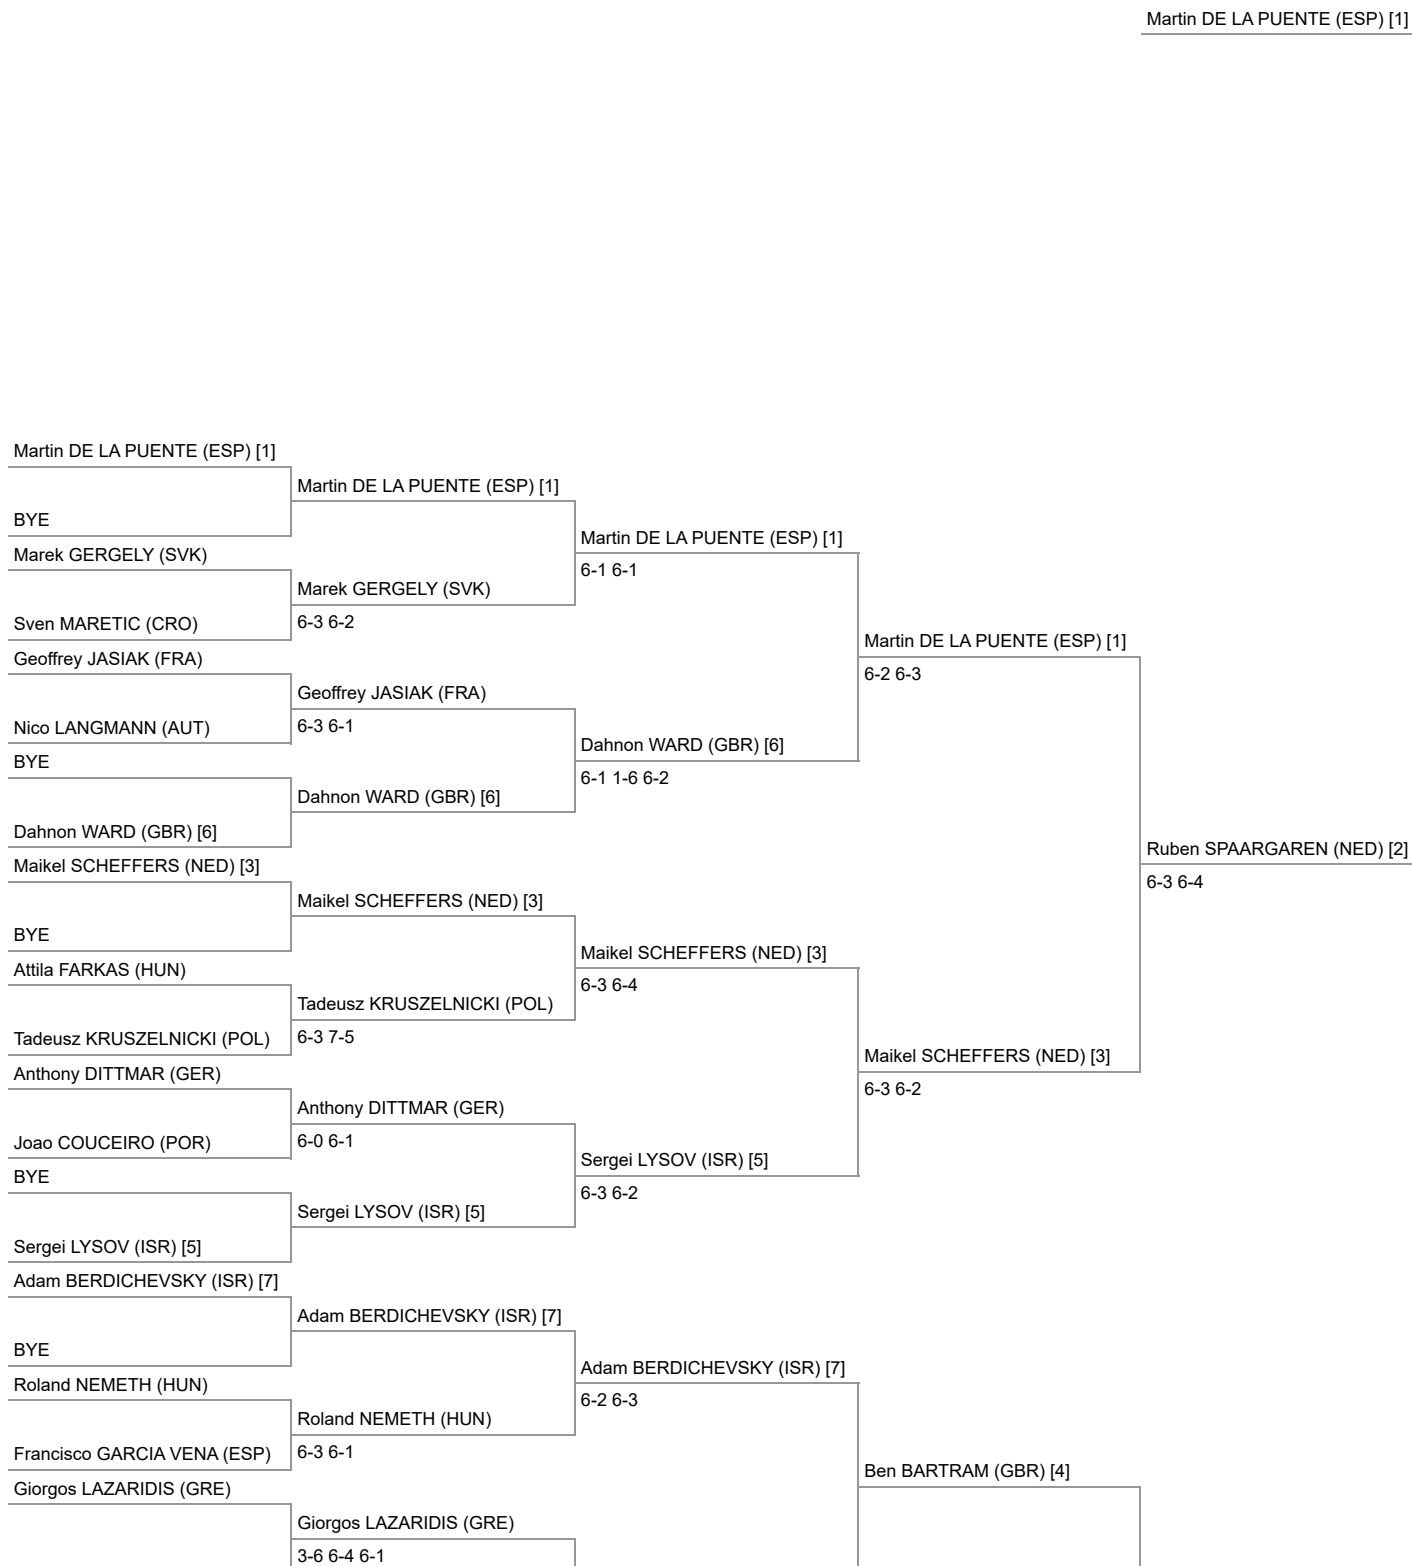 Martin DE LA PUENTE (ESP) [1]
Martin DE LA PUENTE (ESP) [1]
Martin DE LA PUENTE (ESP) [1]
BYE
Martin DE LA PUENTE (ESP) [1]
Marek GERGELY (SVK)
6-1 6-1
Marek GERGELY (SVK)
Sven MARETIC (CRO)
6-3 6-2
Martin DE LA PUENTE (ESP) [1]
Geoffrey JASIAK (FRA)
6-2 6-3
Geoffrey JASIAK (FRA)
Nico LANGMANN (AUT)
6-3 6-1
Dahnon WARD (GBR) [6]
BYE
6-1 1-6 6-2
Dahnon WARD (GBR) [6]
Dahnon WARD (GBR) [6]
Ruben SPAARGAREN (NED) [2]
Maikel SCHEFFERS (NED) [3]
6-3 6-4
Maikel SCHEFFERS (NED) [3]
BYE
Maikel SCHEFFERS (NED) [3]
Attila FARKAS (HUN)
6-3 6-4
Tadeusz KRUSZELNICKI (POL)
Tadeusz KRUSZELNICKI (POL)
6-3 7-5
Maikel SCHEFFERS (NED) [3]
Anthony DITTMAR (GER)
6-3 6-2
Anthony DITTMAR (GER)
Joao COUCEIRO (POR)
6-0 6-1
Sergei LYSOV (ISR) [5]
BYE
6-3 6-2
Sergei LYSOV (ISR) [5]
Sergei LYSOV (ISR) [5]
Adam BERDICHEVSKY (ISR) [7]
Adam BERDICHEVSKY (ISR) [7]
BYE
Adam BERDICHEVSKY (ISR) [7]
Roland NEMETH (HUN)
6-2 6-3
Roland NEMETH (HUN)
Francisco GARCIA VENA (ESP)
6-3 6-1
Ben BARTRAM (GBR) [4]
Giorgos LAZARIDIS (GRE)
Giorgos LAZARIDIS (GRE)
3-6 6-4 6-1